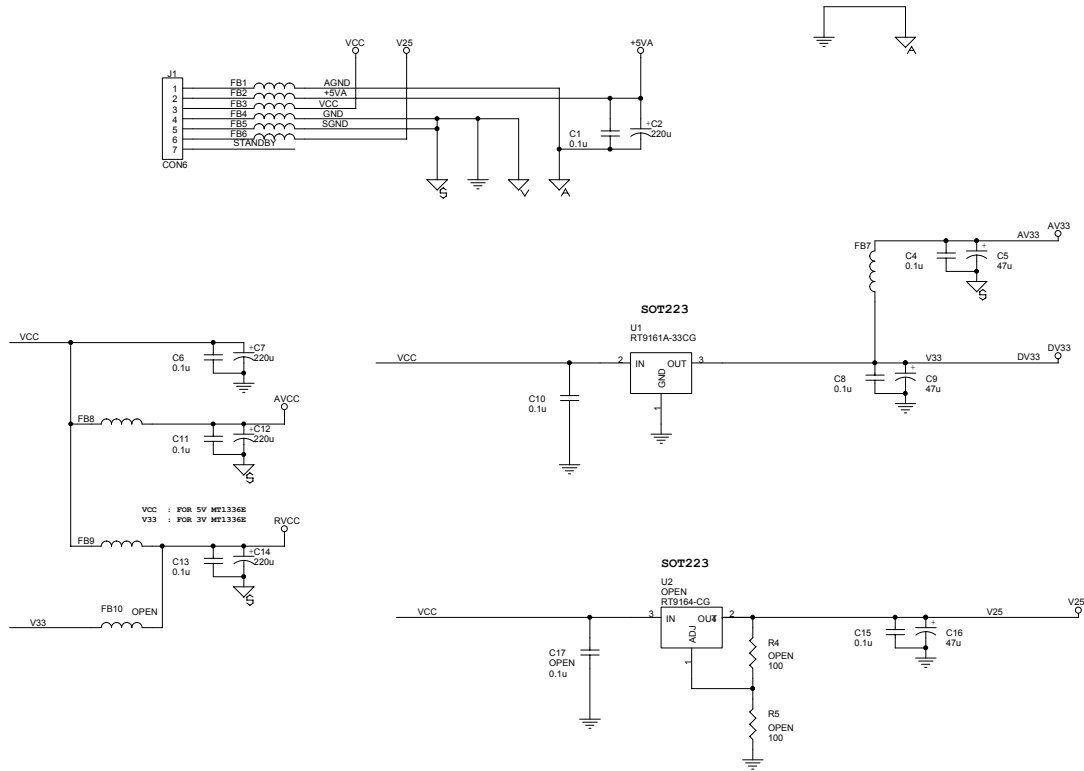 VCC
V25
+5VA
A
J1
1
FB1
AGND
2
FB2
+5VA
3
FB3
VCC
4
FB4
GND
5
FB5
SGND
6
FB6
7
STANDBY
CON6
C1
0.1u
+C2
220u
S
V
A
AV33
AV33
FB7
C4
0.1u
+
C5
47u
S
SOT223
U1
RT9161A-33CG
VCC
2
IN
OUT
3
GND
1
V33
DV33
DV33
C10
0.1u
C8
0.1u
+
C9
47u
VCC
C6
0.1u
+C7
220u
AVCC
FB8
C11
0.1u
+C12
220u
S
VCC : FOR 5V MT1336E
V33 : FOR 3V MT1336E
RVCC
FB9
C13
0.1u
+C14
220u
S
FB10
OPEN
V33
SOT223
U2
OPEN
RT9164-CG
VCC
3
IN
OUT
4
2
ADJ
1
V25
V25
C17
OPEN
0.1u
R4
OPEN
100
R5
OPEN
100
C15
0.1u
+
C16
47u